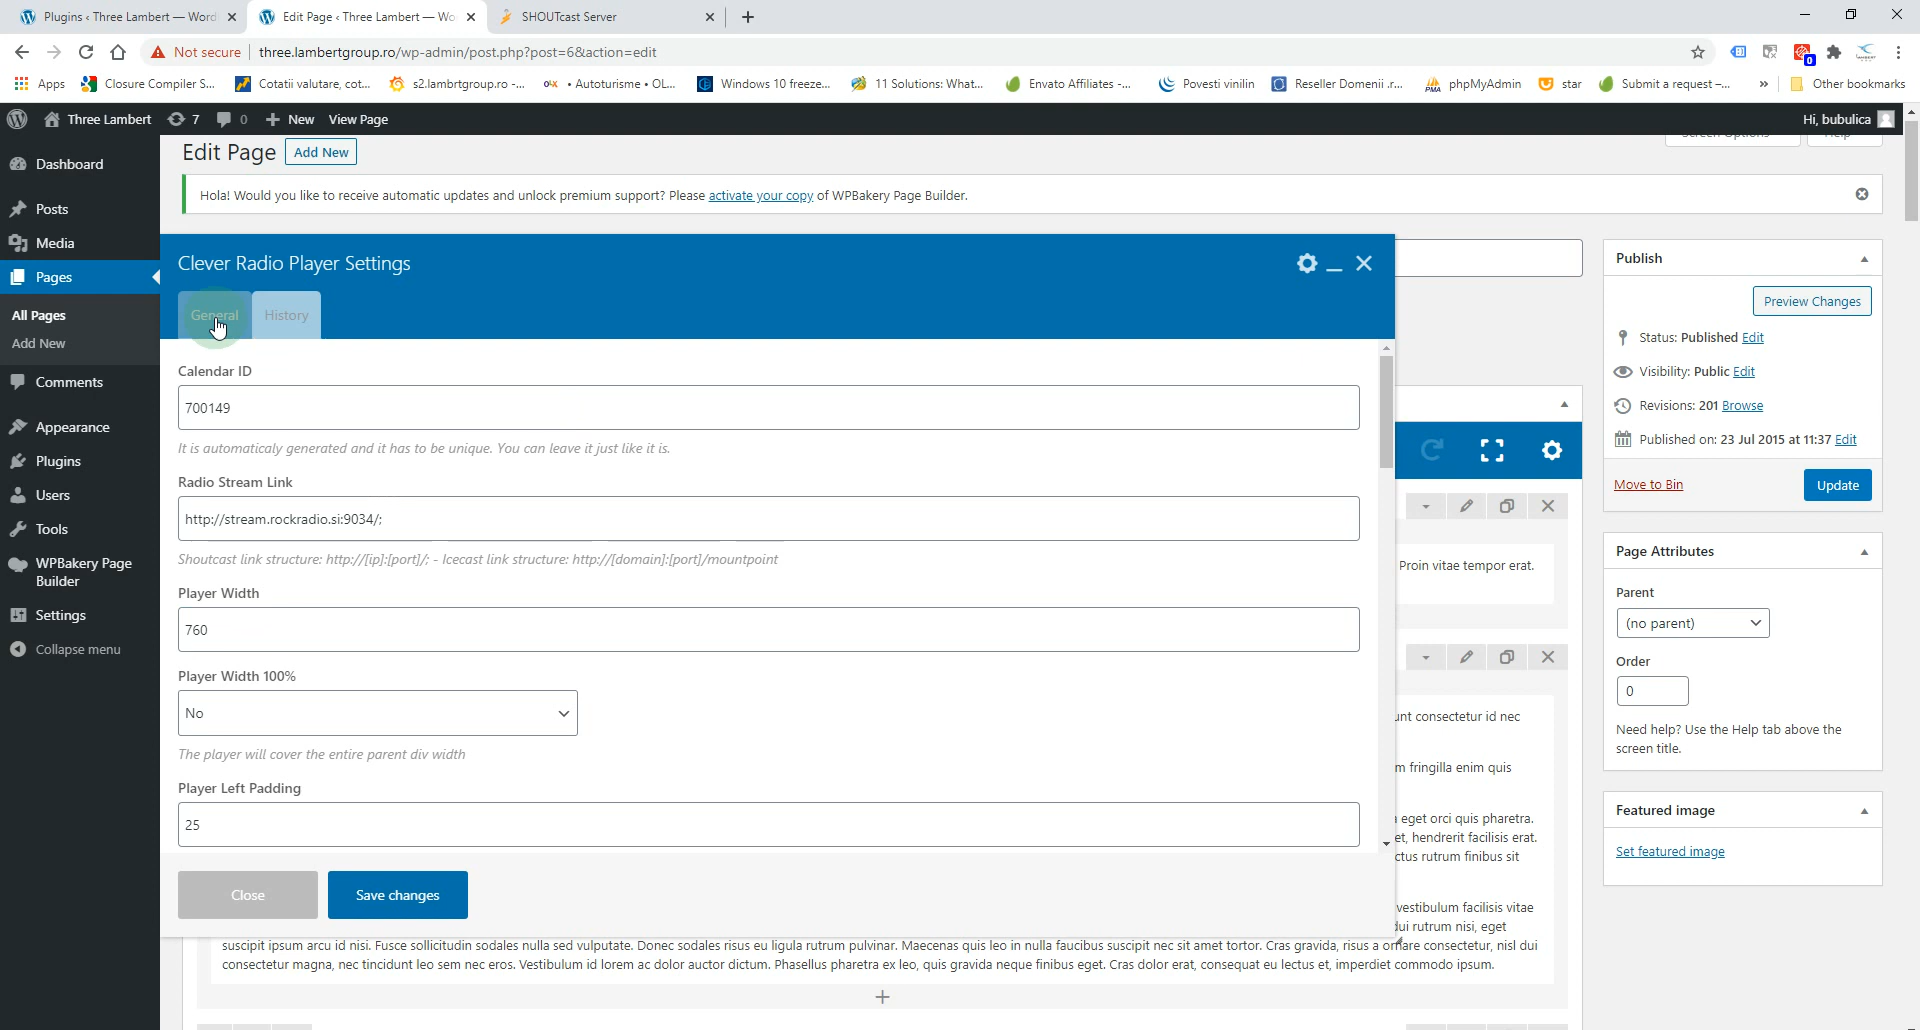 Plugins ‹ Three Lambert — Word
Edit Page ‹ Three Lambert — Wo
SHOUTcast Server
Not secure
three.lambertgroup.ro/wp-admin/post.php?post=6&action=edit
0
Apps
Closure Compiler S...
Cotatii valutare, cot...
s2.lambrtgroup.ro -...
• Autoturisme • OL...
Windows 10 freeze...
11 Solutions: What...
Envato Affiliates -...
Povesti vinilin
Reseller Domenii .r...
phpMyAdmin
star
Submit a request –...
»
Other bookmarks
Three Lambert
7
0
New
View Page
Hi, bubulica
Dashboard
Posts
Media
Pages
All Pages
Add New
Comments
Appearance
Plugins
Users
Tools
WPBakery Page
Builder
Settings
Collapse menu
Edit Page
Add New
Hola! Would you like to receive automatic updates and unlock premium support? Please activate your copy of WPBakery Page Builder.
Clever Radio Player Settings
General
History
Calendar ID
700149
It is automaticaly generated and it has to be unique. You can leave it just like it is.
Radio Stream Link
http://stream.rockradio.si:9034/;
Shoutcast link structure: http://[ip]:[port]/; - Icecast link structure: http://[domain]:[port]/mountpoint
Player Width
760
Player Width 100%
No
The player will cover the entire parent div width
Player Left Padding
25
Close
Save changes
Proin vitae tempor erat.
unt consectetur id nec
m fringilla enim quis
eget orci quis pharetra.
et, hendrerit facilisis erat.
ctus rutrum finibus sit
vestibulum facilisis vitae
dui rutrum nisi, eget
suscipit ipsum arcu id nisi. Fusce sollicitudin sodales nulla sed vulputate. Donec sodales risus eu ligula rutrum pulvinar. Maecenas quis leo in nulla faucibus suscipit nec sit amet tortor. Cras gravida, risus a ornare consectetur, nisl dui
consectetur magna, nec tincidunt leo sem nec eros. Vestibulum id lorem ac dolor auctor dictum. Phasellus pharetra ex leo, quis gravida neque finibus eget. Cras dolor erat, consequat eu lectus et, imperdiet commodo ipsum.
Publish
Preview Changes
Status: Published Edit
Visibility: Public Edit
Revisions: 201 Browse
Published on: 23 Jul 2015 at 11:37 Edit
Move to Bin
Update
Page Attributes
Parent
(no parent)
Order
0
Need help? Use the Help tab above the
screen title.
Featured image
Set featured image